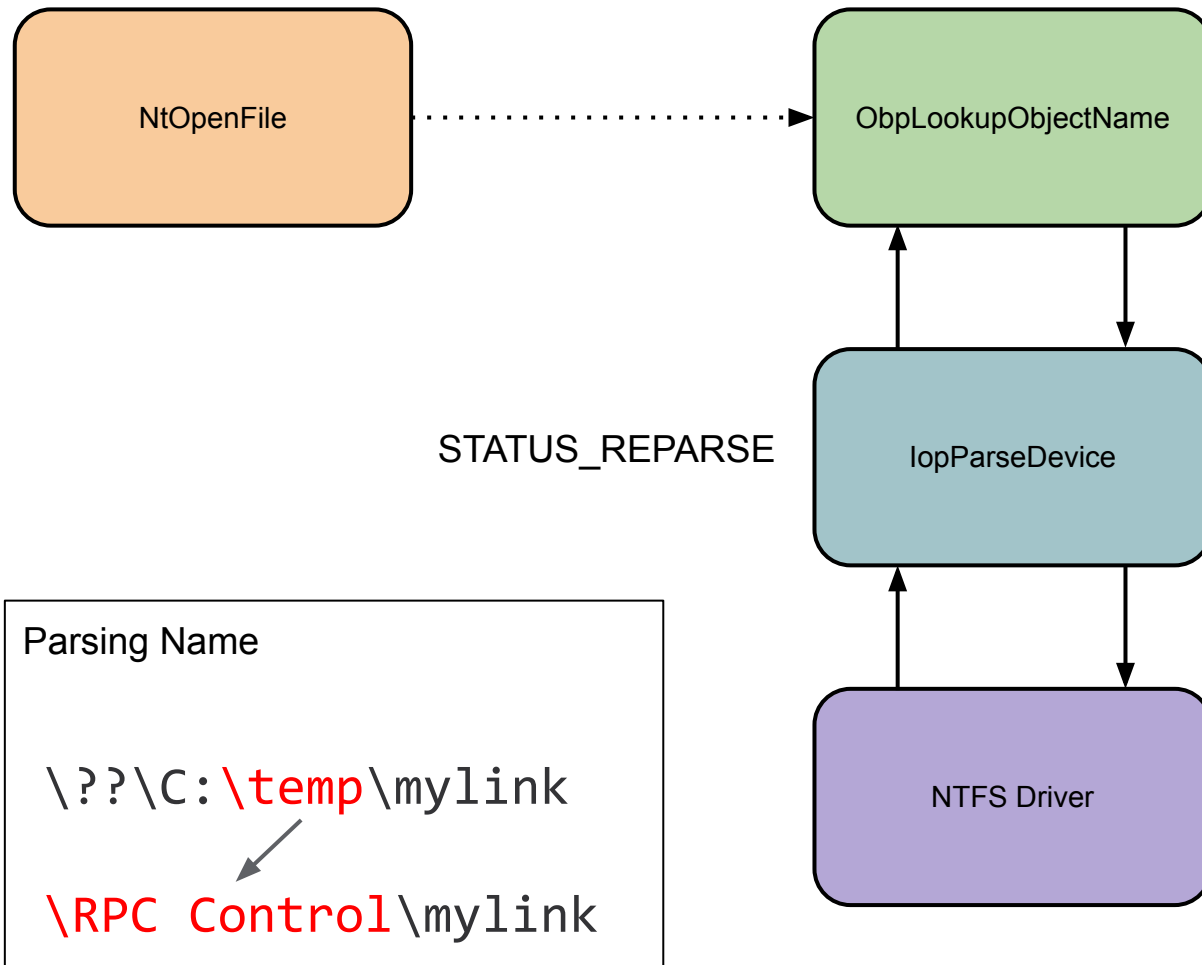 NtOpenFile
ObpLookupObjectName
STATUS_REPARSE
IopParseDevice
Parsing Name
\??\C:\temp\mylink
\RPC Control\mylink
NTFS Driver